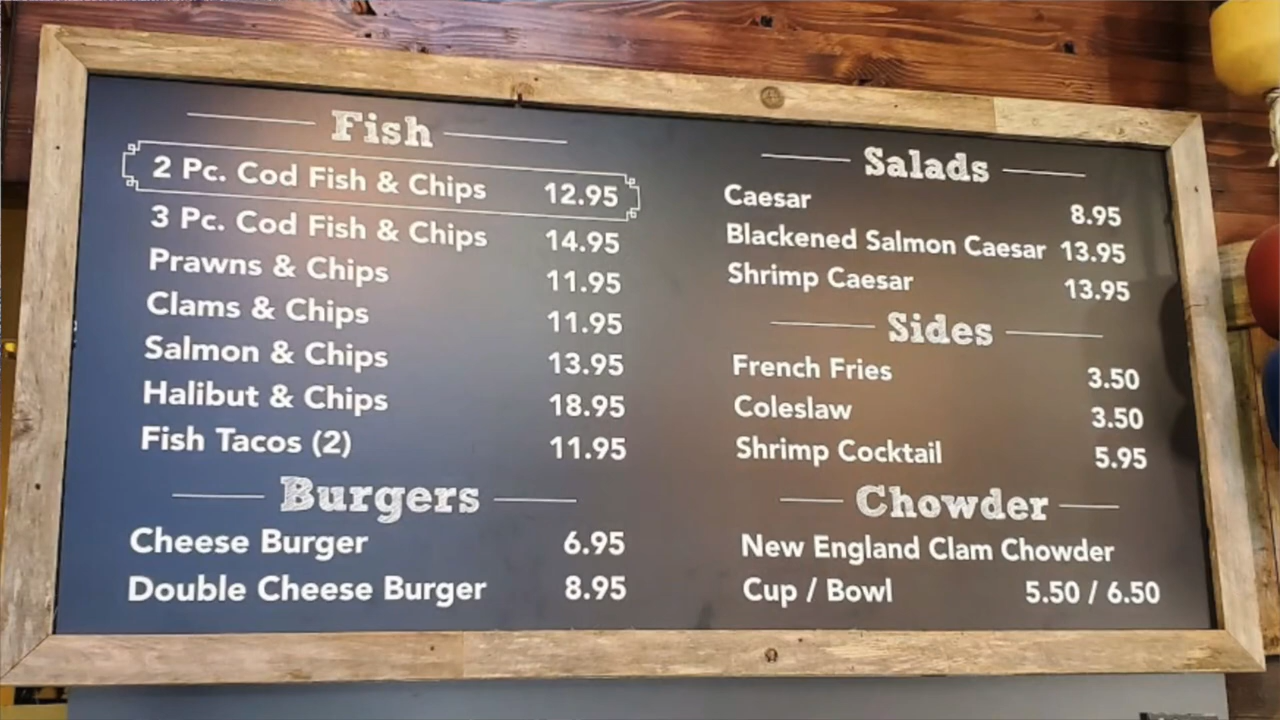 Fish
2 Pc. Cod Fish & Chips 12.95
3 Pc. Cod Fish & Chips 14.95
Prawns & Chips 11.95
Clams & Chips 11.95
Salmon & Chips 13.95
Halibut & Chips 18.95
Fish Tacos (2) 11.95
Burgers
Cheese Burger 6.95
Double Cheese Burger 8.95
Salads
Caesar 8.95
Blackened Salmon Caesar 13.95
Shrimp Caesar 13.95
Sides
French Fries 3.50
Coleslaw 3.50
Shrimp Cocktail 5.95
Chowder
New England Clam Chowder
Cup / Bowl 5.50 / 6.50